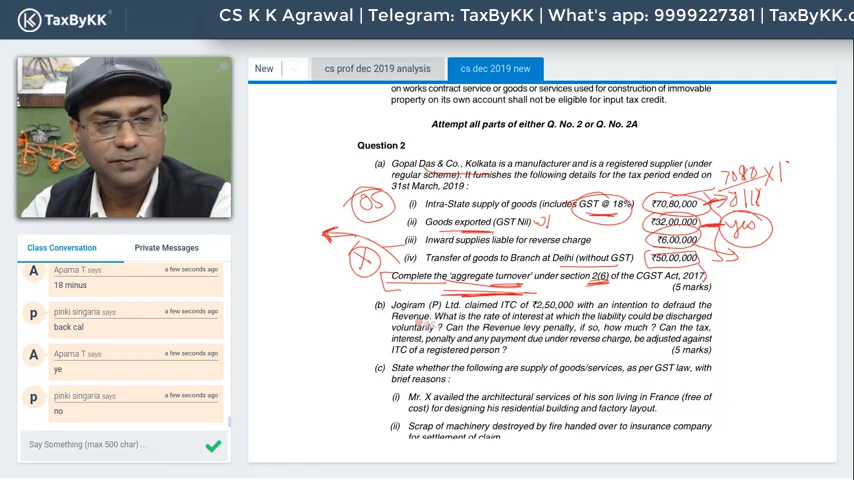 CS K K Agrawal | Telegram: TaxByKK | What's app: 9999227381 | TaxByKK.c
TaxByKK
New
cs prof dec 2019 analysis
cs dec 2019 new
on works contract service or goods or services used for construction of immovable
property on its own account shall not be eligible for input tax credit.
Attempt all parts of either Q. No. 2 or Q. No. 2A
Question 2
(a) Gopal Das & Co., Kolkata is a manufacturer and is a registered supplier (under
regular scheme). It furnishes the following details for the tax period ended on
31st March, 2019 :
(i) Intra-State supply of goods (includes GST @ 18%) ₹70,80,000
(ii) Goods exported (GST Nil) ₹32,00,000
(iii) Inward supplies liable for reverse charge ₹6,00,000
(iv) Transfer of goods to Branch at Delhi (without GST) ₹50,00,000
Complete the 'aggregate turnover' under section 2(6) of the CGST Act, 2017.
(5 marks)
(b) Jogiram (P) Ltd. claimed ITC of ₹2,50,000 with an intention to defraud the
Revenue. What is the rate of interest at which the liability could be discharged
voluntarily ? Can the Revenue levy penalty, if so, how much ? Can the tax,
interest, penalty and any payment due under reverse charge, be adjusted against
ITC of a registered person ? (5 marks)
(c) State whether the following are supply of goods/services, as per GST law, with
brief reasons :
(i) Mr. X availed the architectural services of his son living in France (free of
cost) for designing his residential building and factory layout.
(ii) Scrap of machinery destroyed by fire handed over to insurance company
for settlement of claim
OS
X
yes
Class Conversation
Private Messages
A
Aparna T says:
a few seconds ago
18 minus
p
pinki singaria says:
a few seconds ago
back cal
A
Aparna T says:
a few seconds ago
ye
p
pinki singaria says:
a few seconds ago
no
Say Something (max 500 char) ...